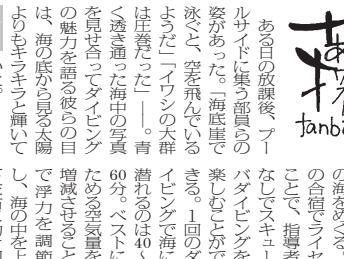 tanb
ある日の放課後、プー
ルサイドに集う部員らの
姿があった。「海底崖で
泳ぐと、空を飛んでいる
ようだ」「イワシの大群
は圧巻だった」――。青
く透き通った海中の写真
を見せ合ってダイビング
の魅力を語る彼らの目
は、海の底から見る太陽
よりもキラキラと輝いて
の海をめぐる。
の合宿でライセ
ことで、指導者
なしでスキュー
バダイビングを
楽しむことがで
きる。1回のダ
イビングで海に
潜れるのは40〜
60分。ベストに
ためる空気量を
増減させること
で浮力を調節
し、海の中を上